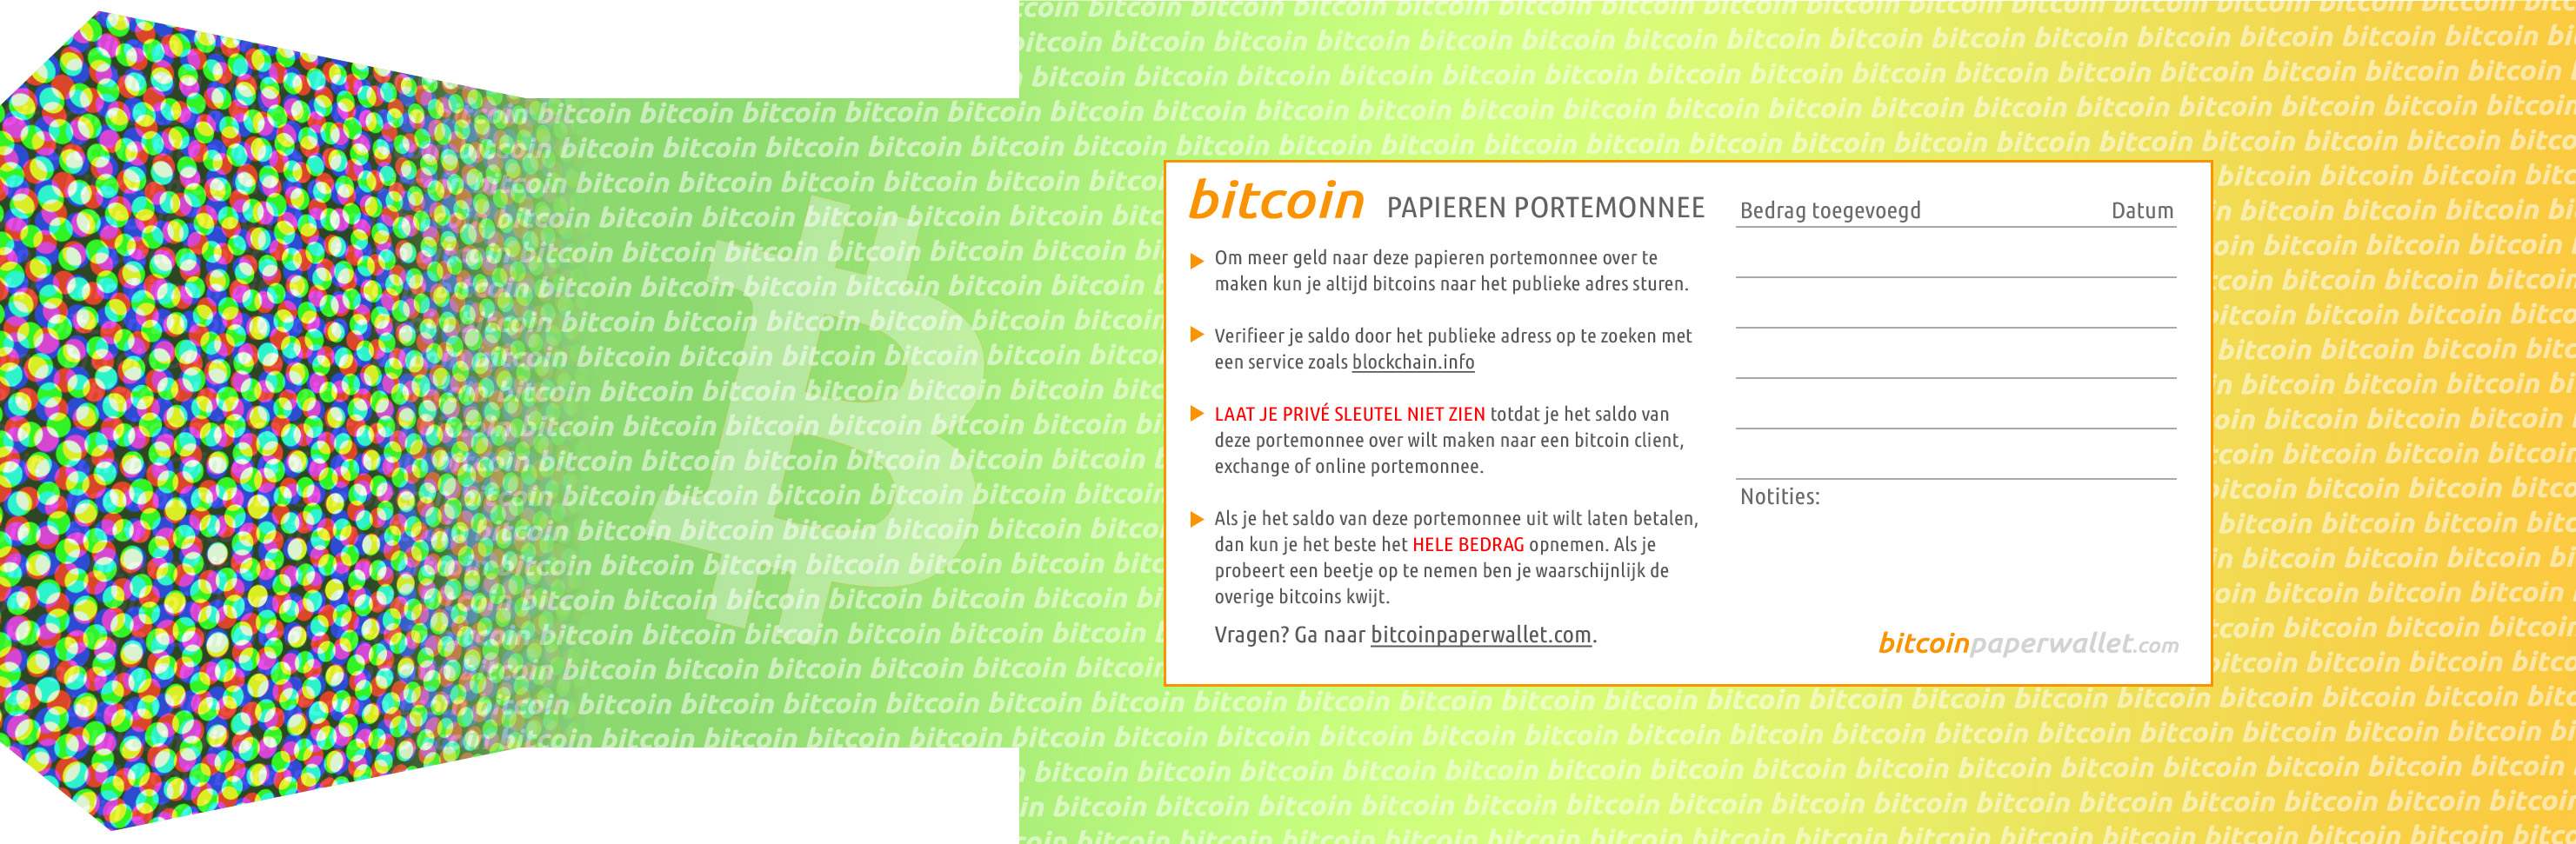 bitcoin PAPIEREN PORTEMONNEE
Om meer geld naar deze papieren portemonnee over te
maken kun je altijd bitcoins naar het publieke adres sturen.
Verifieer je saldo door het publieke adress op te zoeken met
een service zoals blockchain.info
LAAT JE PRIVÉ SLEUTEL NIET ZIEN totdat je het saldo van
deze portemonnee over wilt maken naar een bitcoin client,
exchange of online portemonnee.
Als je het saldo van deze portemonnee uit wilt laten betalen,
dan kun je het beste het HELE BEDRAG opnemen. Als je
probeert een beetje op te nemen ben je waarschijnlijk de
overige bitcoins kwijt.
Vragen? Ga naar bitcoinpaperwallet.com.
Bedrag toegevoegd Datum
Notities:
bitcoinpaperwallet.com